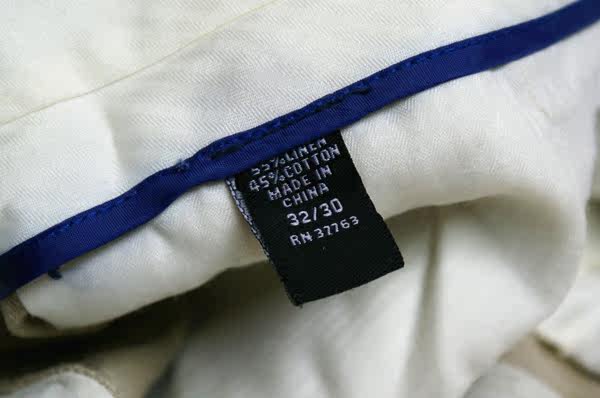 55% LINEN
45% COTTON
MADE IN
CHINA
32/30
RN 37763